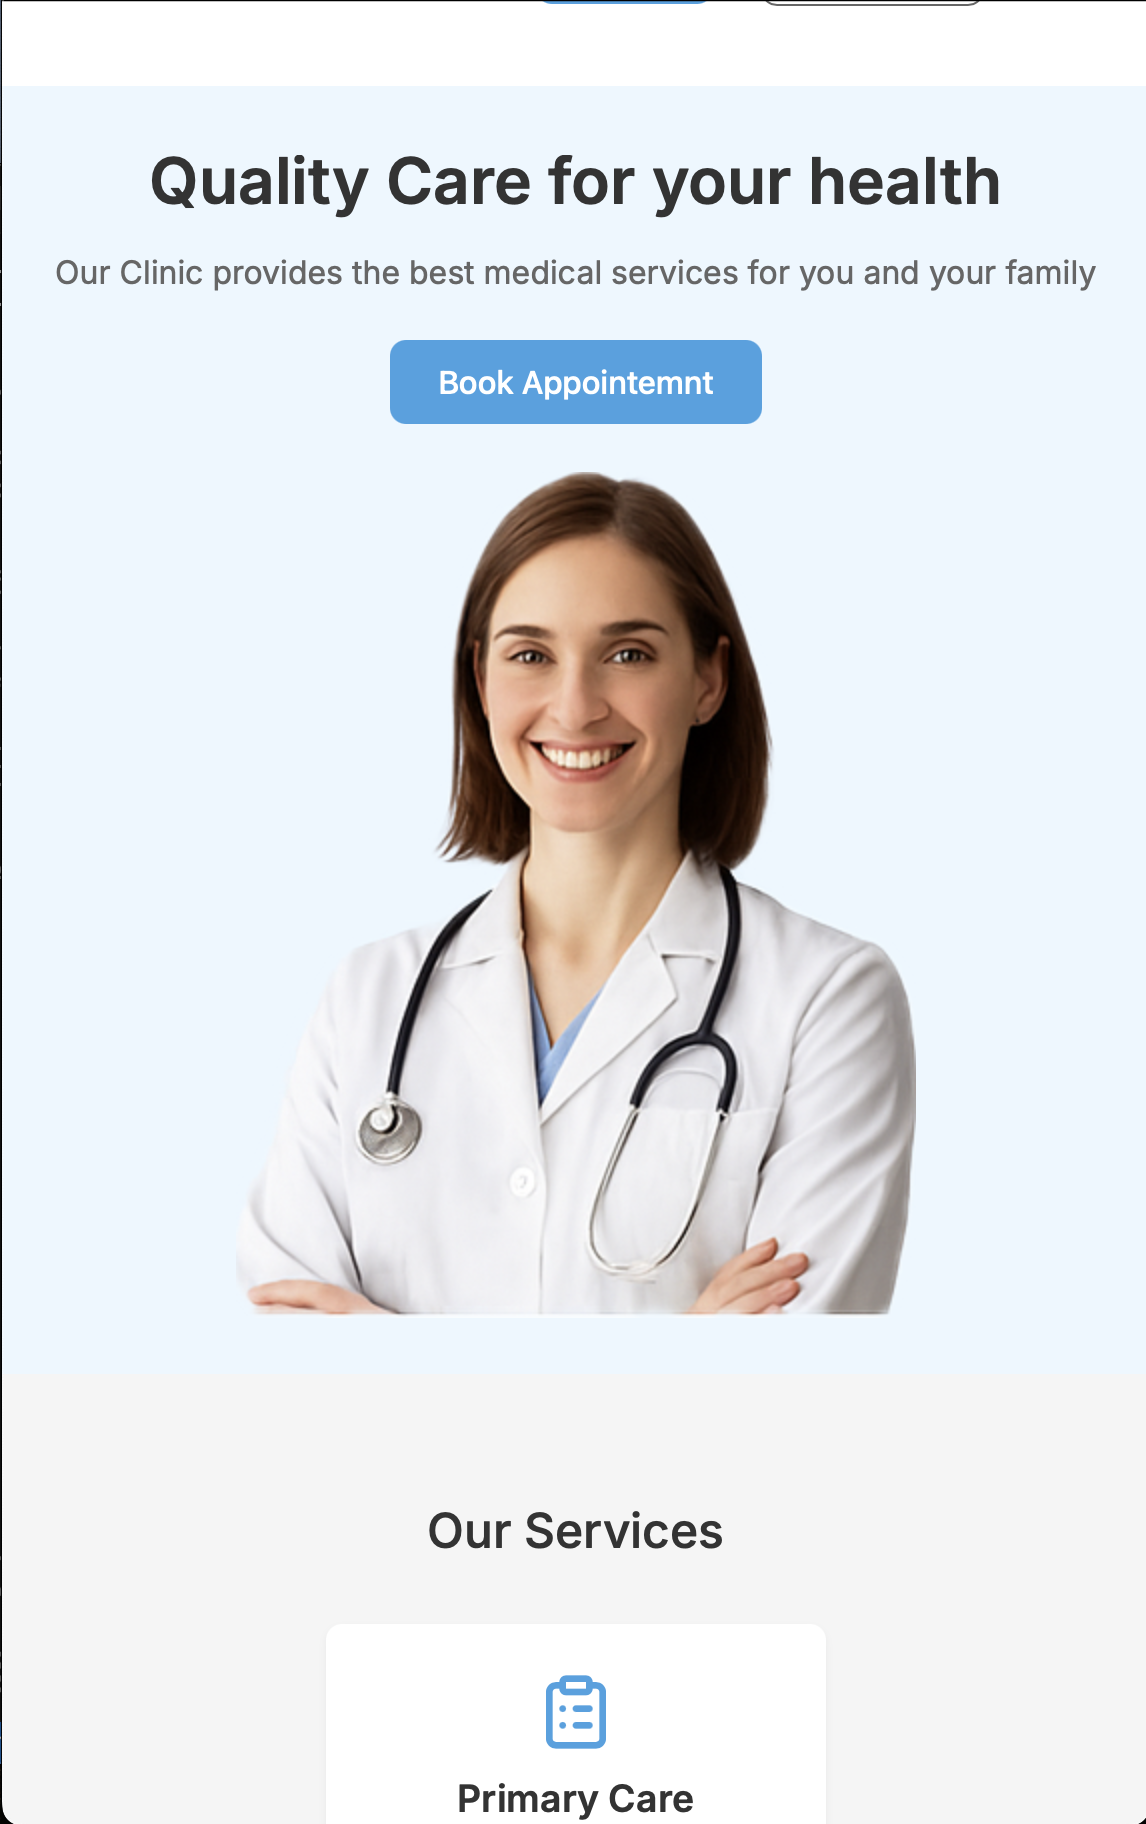 Quality Care for your health
Our Clinic provides the best medical services for you and your family
Book Appointemnt
Our Services
Primary Care